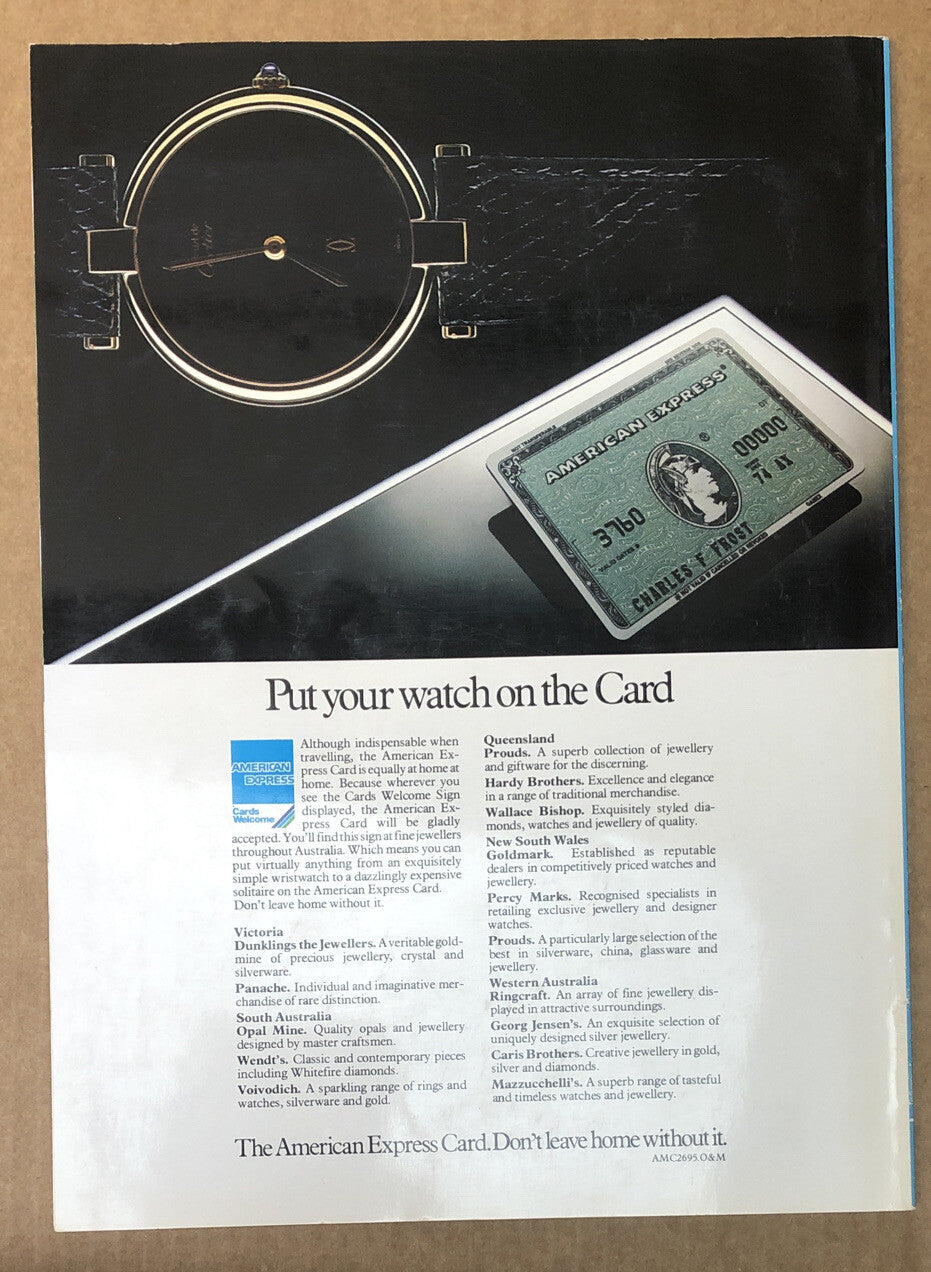 must de
Cartier
NOT TRANSFERABLE
AMERICAN EXPRESS®
®
3760
00000
74 AX
VALID DATES
CHARLES F FROST
NOT VALID IF CANCELLED OR REVOKED
Put your watch on the Card
AMERICAN
EXPRESS
Cards
Welcome
Although indispensable when
travelling, the American Ex-
press Card is equally at home at
home. Because wherever you
see the Cards Welcome Sign
displayed, the American Ex-
press Card will be gladly
accepted. You'll find this sign at fine jewellers
throughout Australia. Which means you can
put virtually anything from an exquisitely
simple wristwatch to a dazzlingly expensive
solitaire on the American Express Card.
Don't leave home without it.
Victoria
Dunklings the Jewellers. A veritable gold-
mine of precious jewellery, crystal and
silverware.
Panache. Individual and imaginative mer-
chandise of rare distinction.
South Australia
Opal Mine. Quality opals and jewellery
designed by master craftsmen.
Wendt's. Classic and contemporary pieces
including Whitefire diamonds.
Voivodich. A sparkling range of rings and
watches, silverware and gold.
Queensland
Prouds. A superb collection of jewellery
and giftware for the discerning.
Hardy Brothers. Excellence and elegance
in a range of traditional merchandise.
Wallace Bishop. Exquisitely styled dia-
monds, watches and jewellery of quality.
New South Wales
Goldmark. Established as reputable
dealers in competitively priced watches and
jewellery.
Percy Marks. Recognised specialists in
retailing exclusive jewellery and designer
watches.
Prouds. A particularly large selection of the
best in silverware, china, glassware and
jewellery.
Western Australia
Ringcraft. An array of fine jewellery dis-
played in attractive surroundings.
Georg Jensen's. An exquisite selection of
uniquely designed silver jewellery.
Caris Brothers. Creative jewellery in gold,
silver and diamonds.
Mazzucchelli's. A superb range of tasteful
and timeless watches and jewellery.
The American Express Card. Don't leave home without it.
AMC2695.O&M